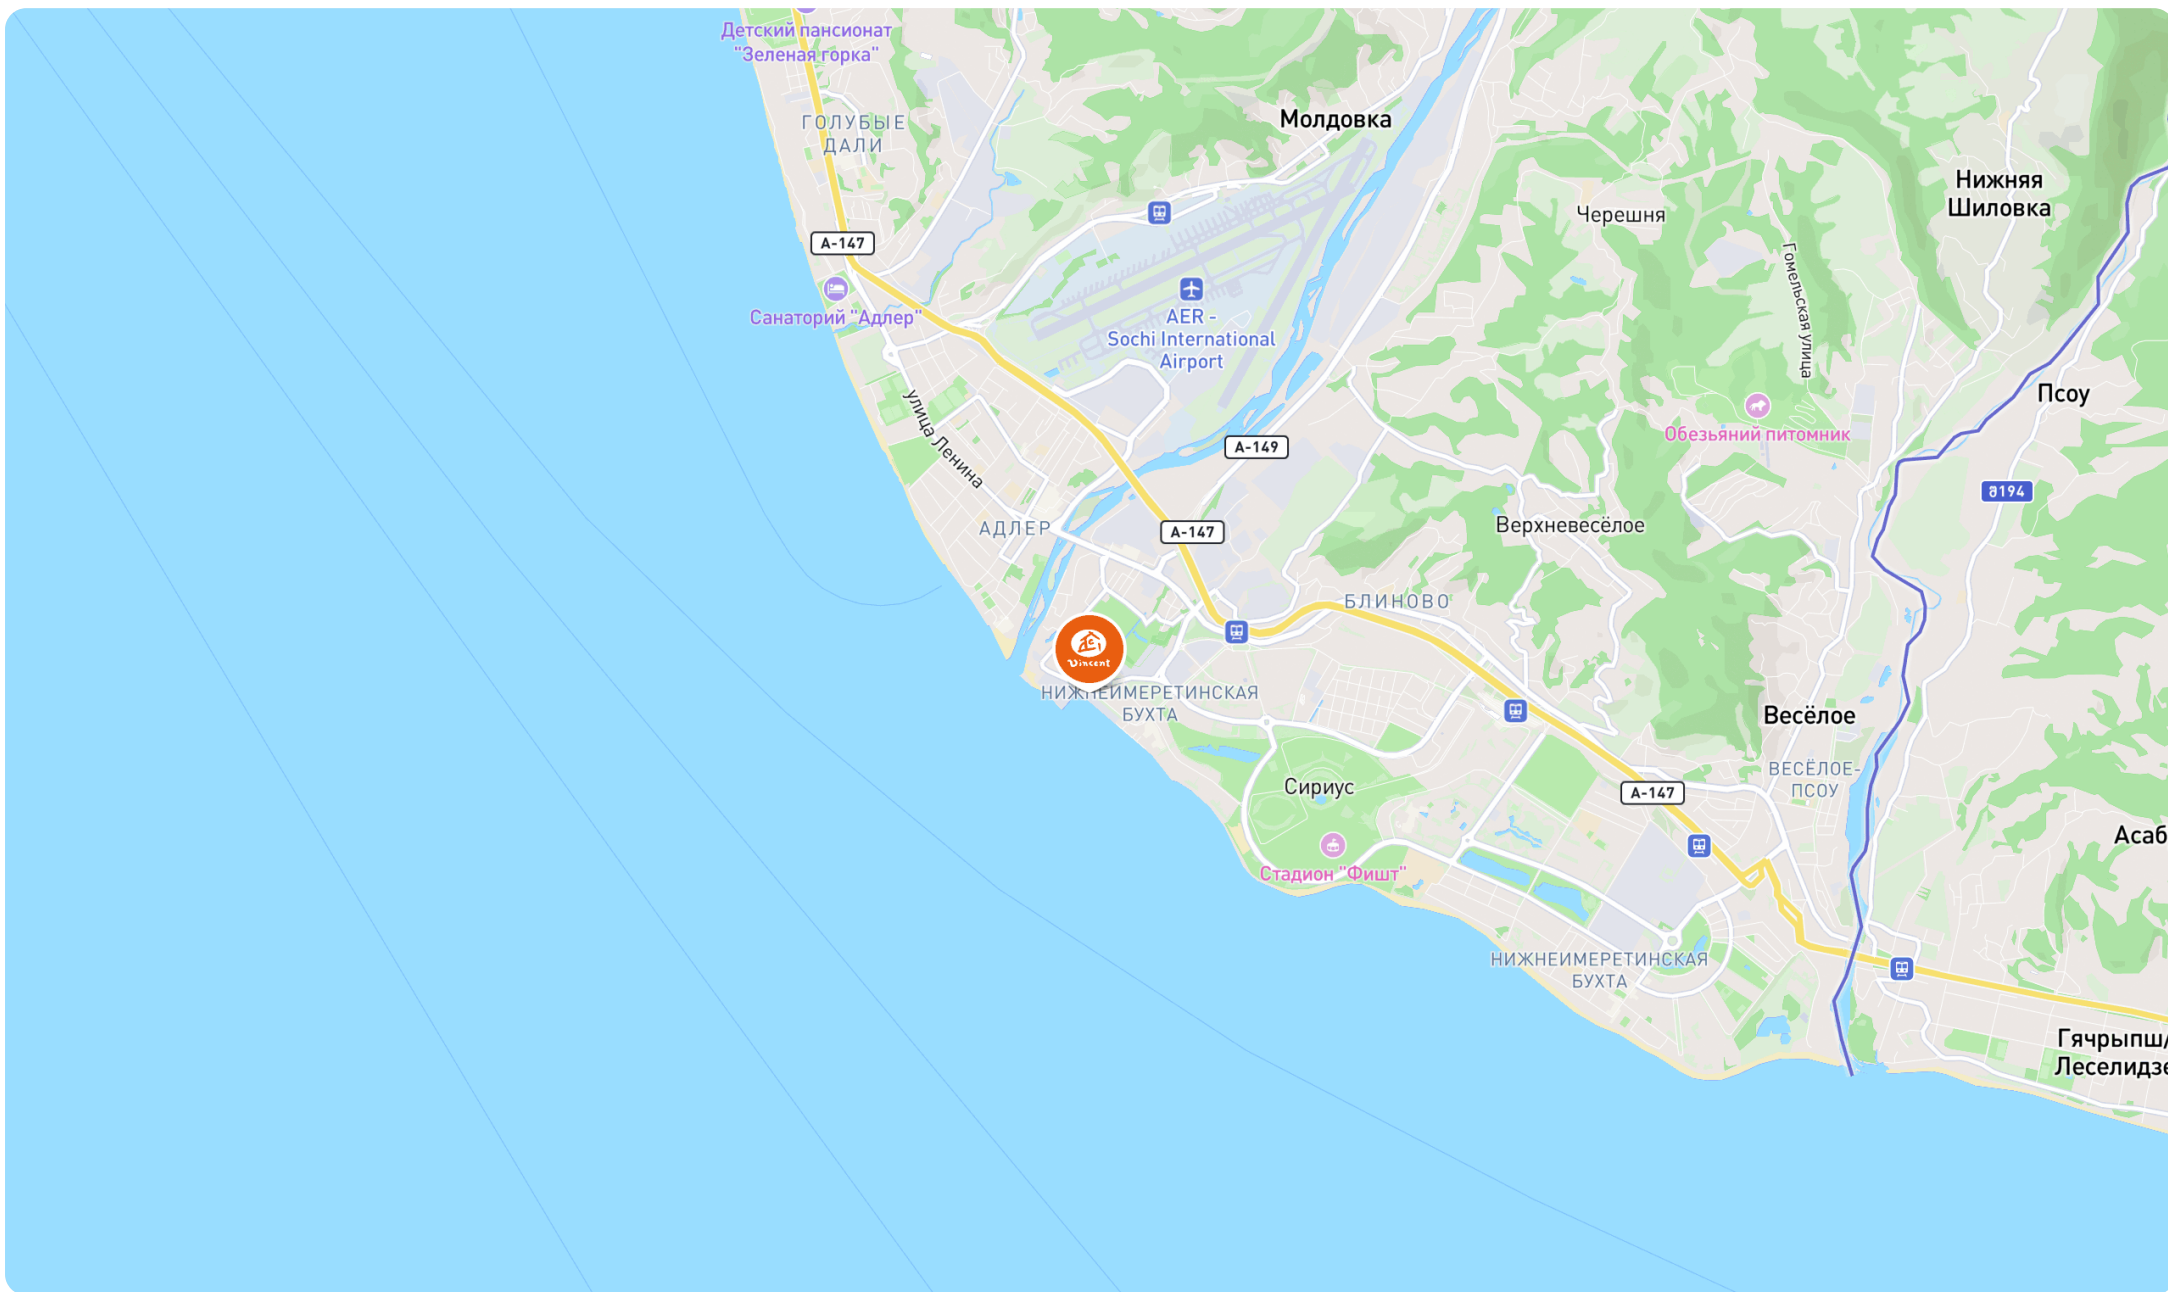 Детский пансионат
"Зеленая горка"
ГОЛУБЫЕ
ДАЛИ
Молдовка
Нижняя
Шиловка
Черешня
A-147
Гомельская улица
Санаторий "Адлер"
AER -
Sochi International
Airport
Псоу
улица Ленина
Обезьяний питомник
A-149
ზ194
АДЛЕР
A-147
Верхневесёлое
БЛИНОВО
Vincent
НИЖНЕИМЕРЕТИНСКАЯ
БУХТА
Весёлое
ВЕСЁЛОЕ-
ПСОУ
Сириус
A-147
Асаб
Стадион "Фишт"
НИЖНЕИМЕРЕТИНСКАЯ
БУХТА
Гячрыпш/
Леселидзе